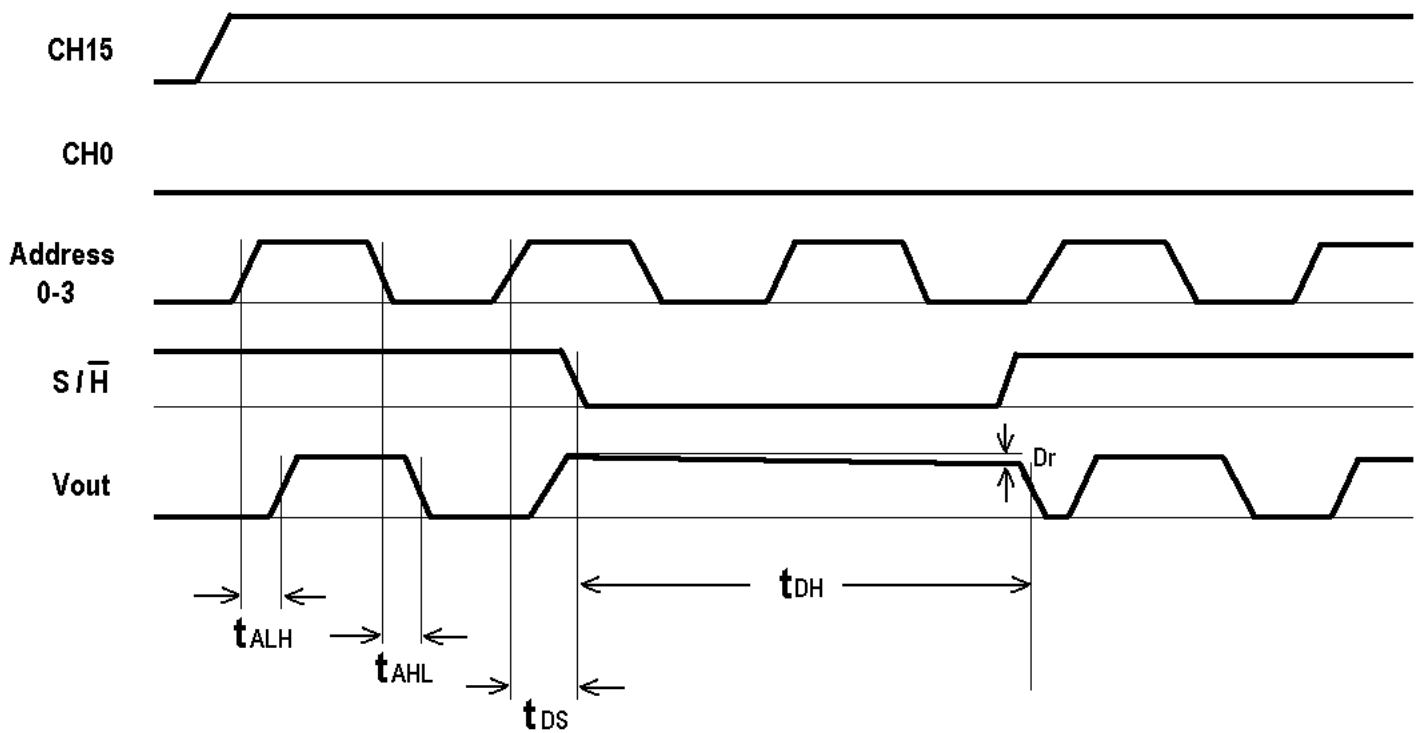 CH15
CH0
Address
0-3
S / H̅
Vout
Dr
tDH
tALH
tAHL
tDS